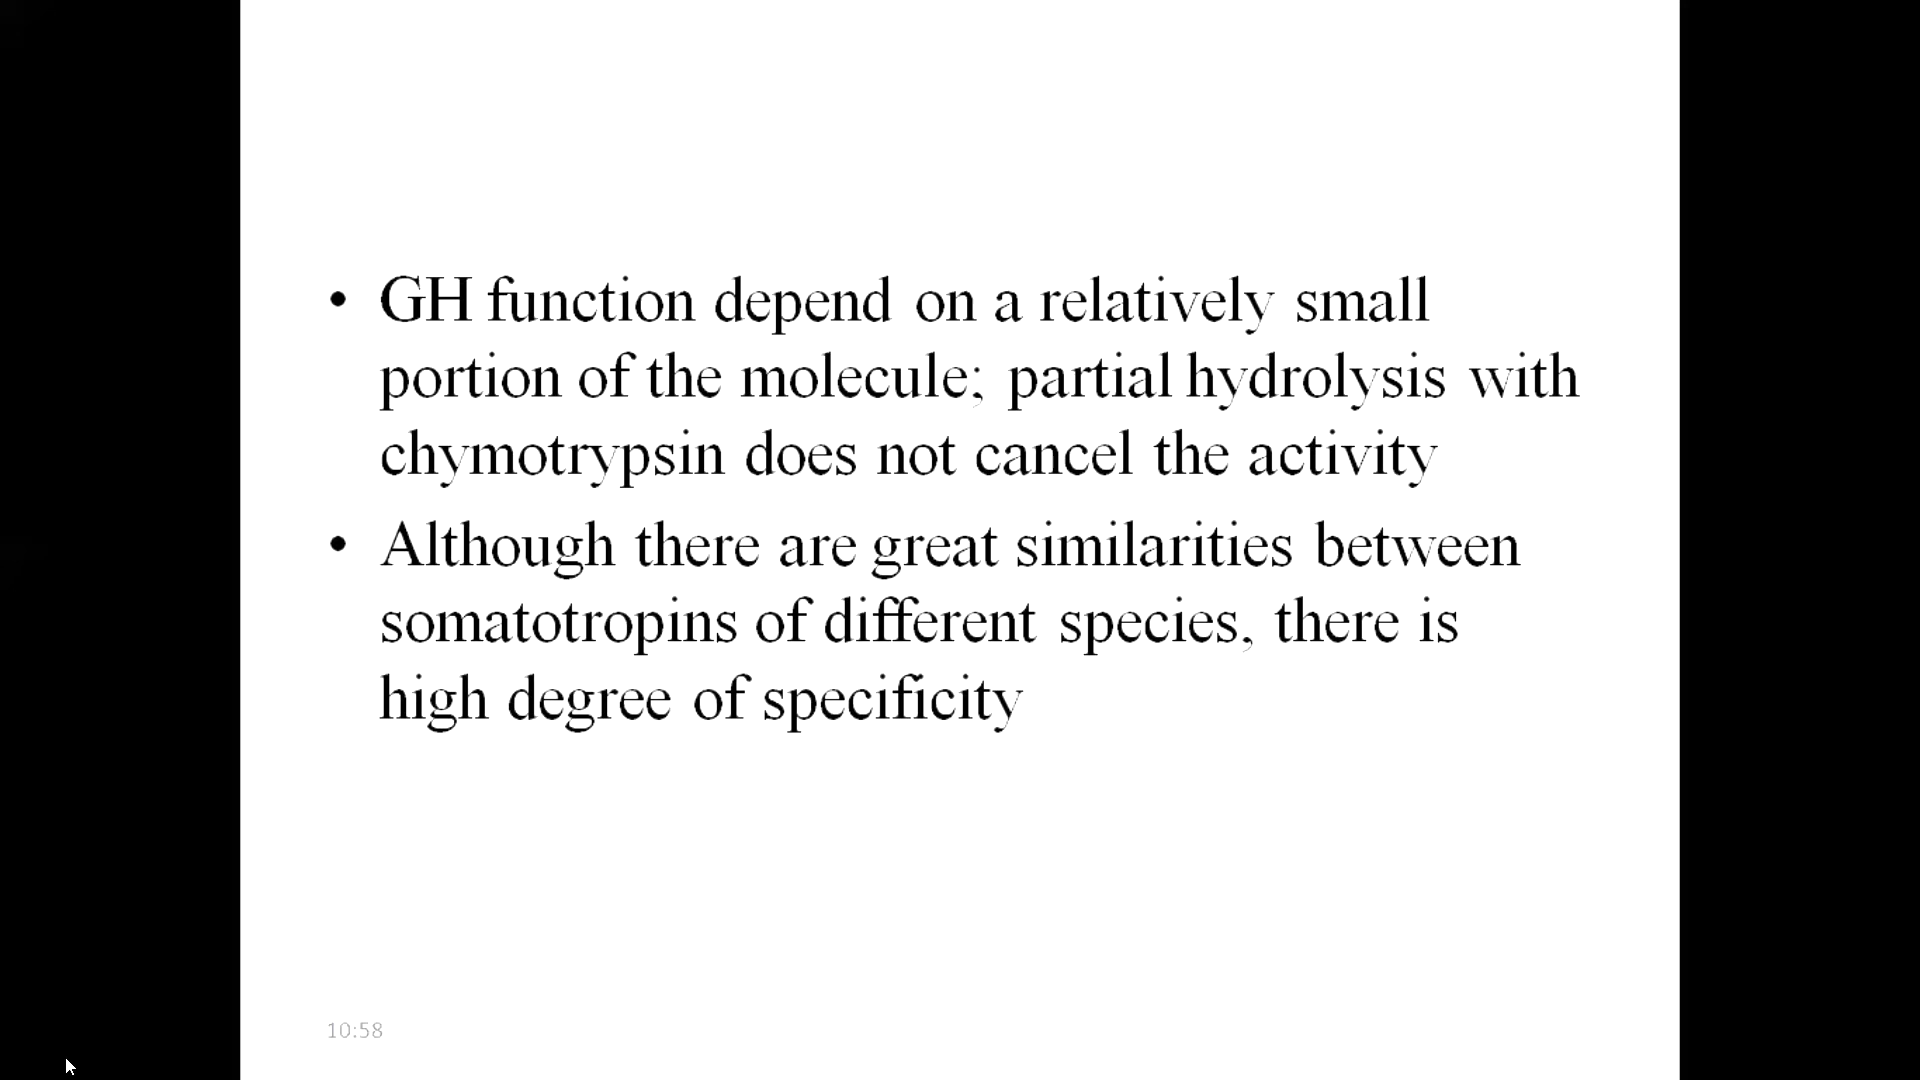 • GH function depend on a relatively small
portion of the molecule; partial hydrolysis with
chymotrypsin does not cancel the activity
• Although there are great similarities between
somatotropins of different species, there is
high degree of specificity
10:58